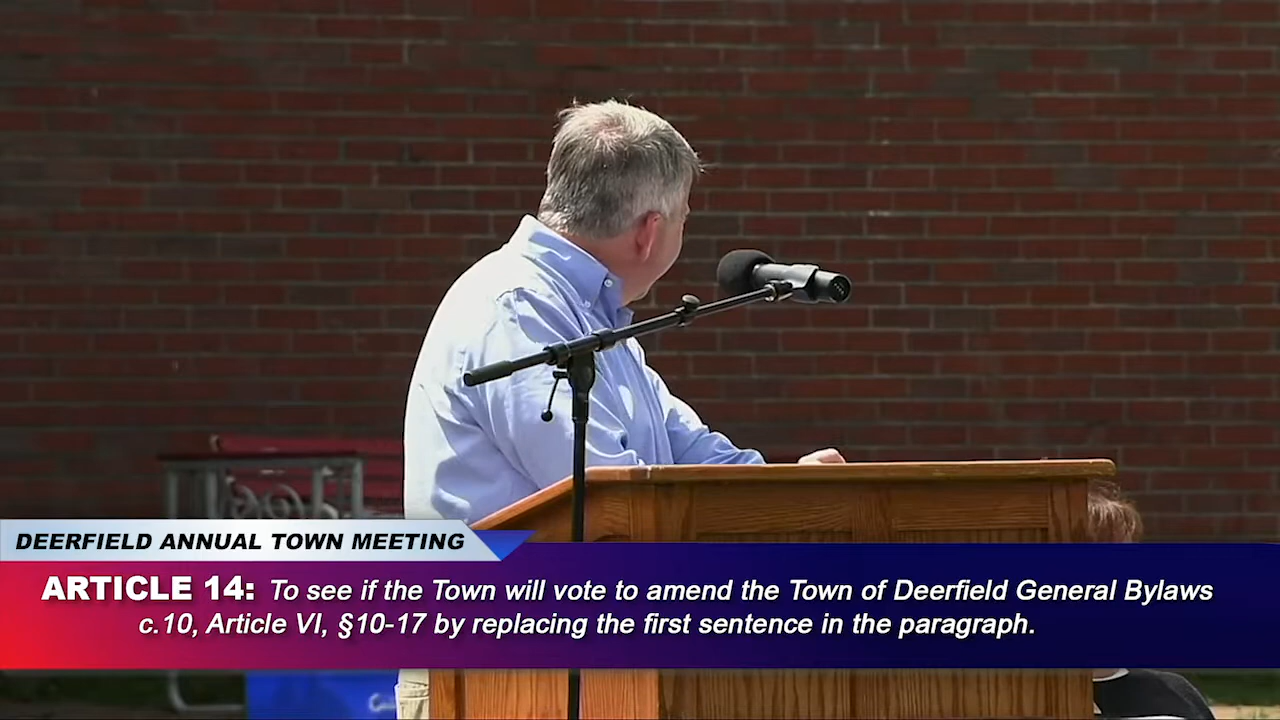 DEERFIELD ANNUAL TOWN MEETING
ARTICLE 14: To see if the Town will vote to amend the Town of Deerfield General Bylaws
c.10, Article VI, §10-17 by replacing the first sentence in the paragraph.